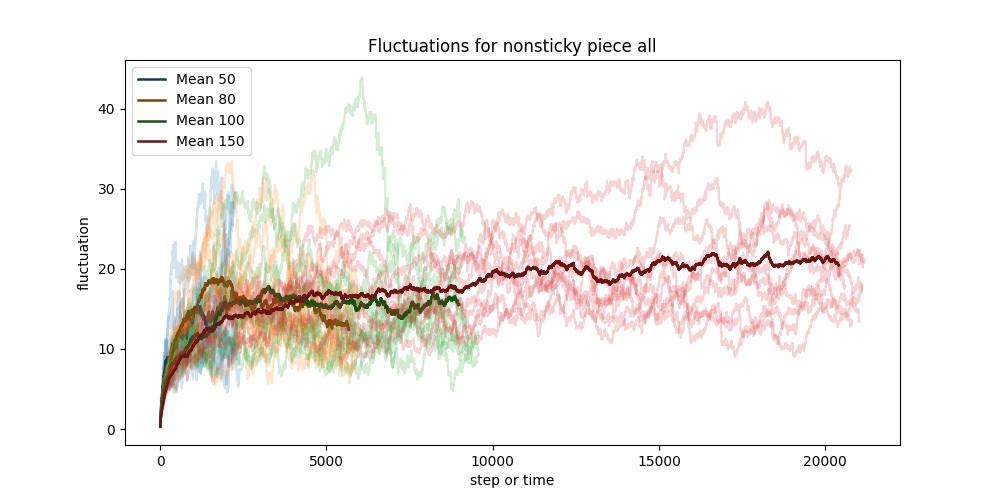 Fluctuations for nonsticky piece all
Mean 50
Mean 80
Mean 100
Mean 150
40
30
20
10
0
fluctuation
0 5000 10000 15000 20000
step or time